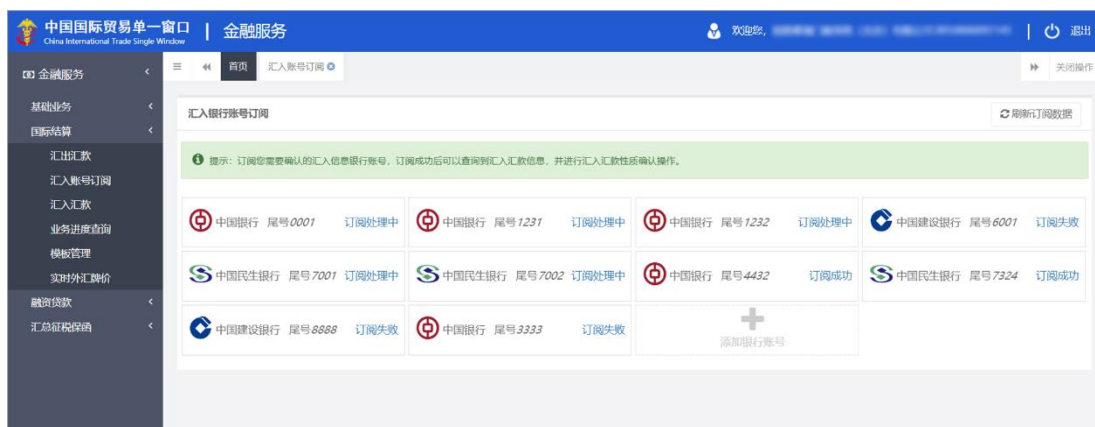 中国国际贸易单一窗口 | 金融服务
China International Trade Single Window
欢迎您,
退出
金融服务
首页
汇入账号订阅
关闭操作
基础业务
国际结算
汇出汇款
汇入账号订阅
汇入汇款
业务进度查询
模板管理
实时外汇牌价
融资贷款
汇总征税保函
汇入银行账号订阅
刷新订阅数据
提示：订阅您需要确认的汇入信息银行账号，订阅成功后可以查询到汇入汇款信息，并进行汇入汇款性质确认操作。
中国银行 尾号0001 订阅处理中
中国银行 尾号1231 订阅处理中
中国银行 尾号1232 订阅处理中
中国建设银行 尾号6001 订阅失败
中国民生银行 尾号7001 订阅处理中
中国民生银行 尾号7002 订阅处理中
中国银行 尾号4432 订阅成功
中国民生银行 尾号7324 订阅成功
中国建设银行 尾号8888 订阅失败
中国银行 尾号3333 订阅失败
添加银行账号